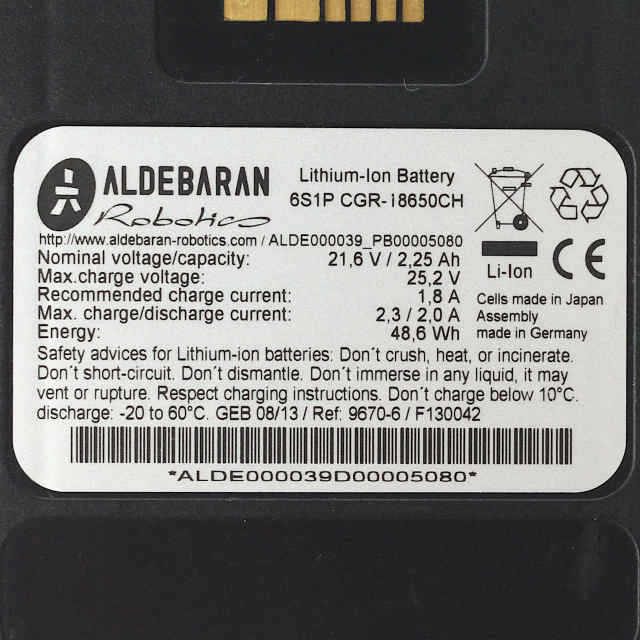 ALDEBARAN
Robotics
Lithium-Ion Battery
6S1P CGR-18650CH
http://www.aldebaran-robotics.com / ALDE000039_PB00005080
Nominal voltage/capacity: 21,6 V / 2,25 Ah
Max.charge voltage: 25,2 V
Recommended charge current: 1,8 A
Max. charge/discharge current: 2,3 / 2,0 A
Energy: 48,6 Wh
Li-Ion
CE
Cells made in Japan
Assembly
made in Germany
Safety advices for Lithium-ion batteries: Don´t crush, heat, or incinerate.
Don´t short-circuit. Don´t dismantle. Don´t immerse in any liquid, it may
vent or rupture. Respect charging instructions. Don´t charge below 10°C.
discharge: -20 to 60°C. GEB 08/13 / Ref: 9670-6 / F130042
*ALDE000039D00005080*